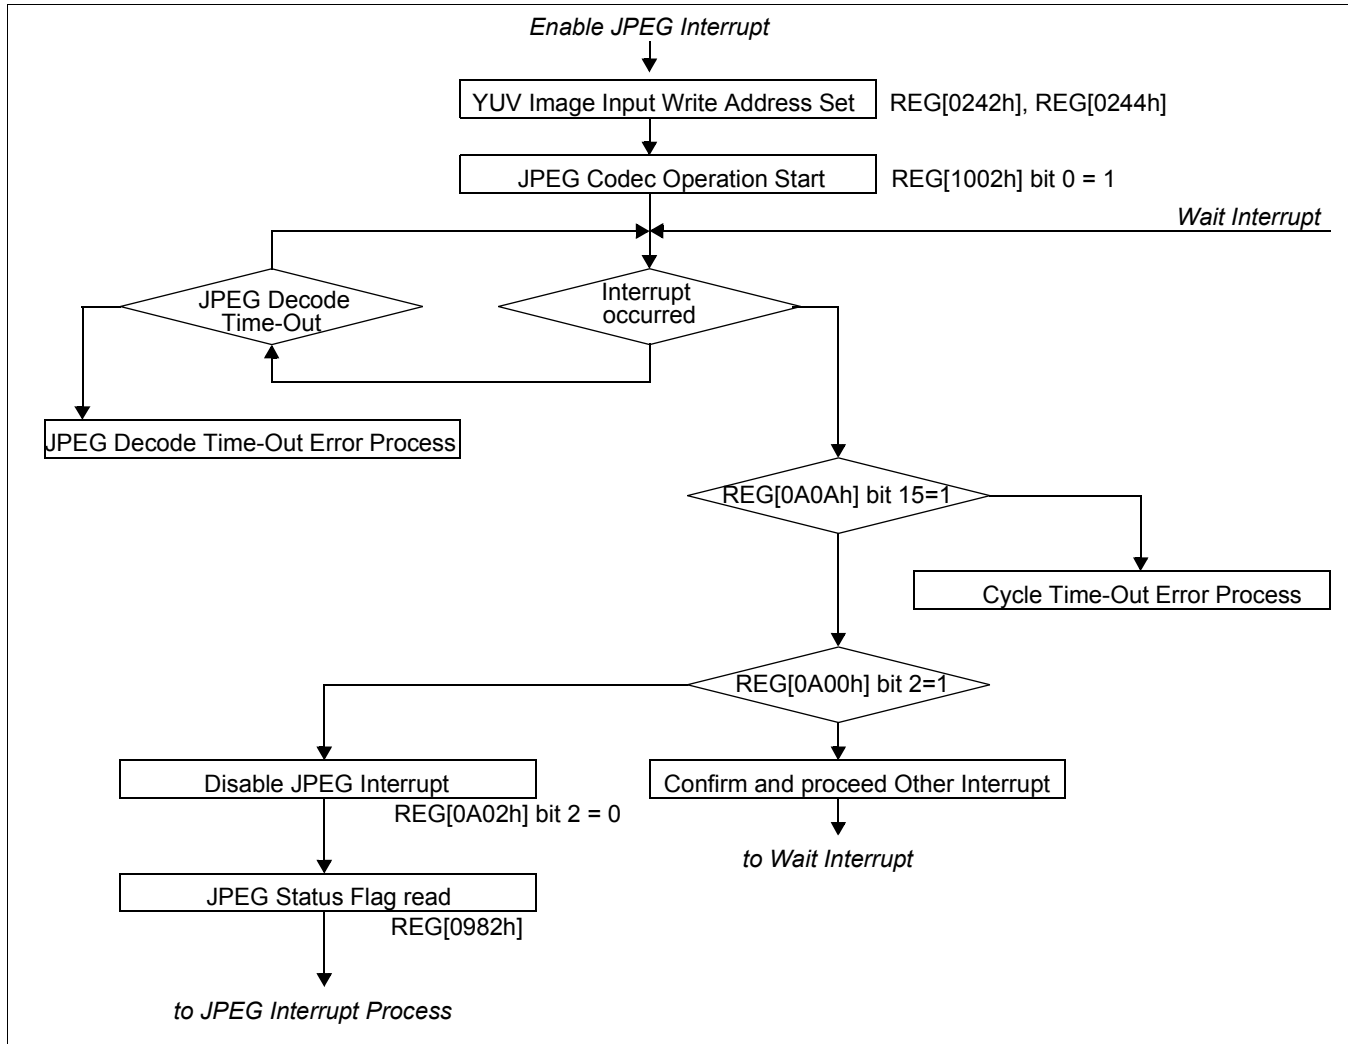 Enable JPEG Interrupt
YUV Image Input Write Address Set
REG[0242h], REG[0244h]
JPEG Codec Operation Start
REG[1002h] bit 0 = 1
Wait Interrupt
JPEG Decode
Time-Out
Interrupt
occurred
JPEG Decode Time-Out Error Process
REG[0A0Ah] bit 15=1
Cycle Time-Out Error Process
REG[0A00h] bit 2=1
Disable JPEG Interrupt
Confirm and proceed Other Interrupt
REG[0A02h] bit 2 = 0
to Wait Interrupt
JPEG Status Flag read
REG[0982h]
to JPEG Interrupt Process